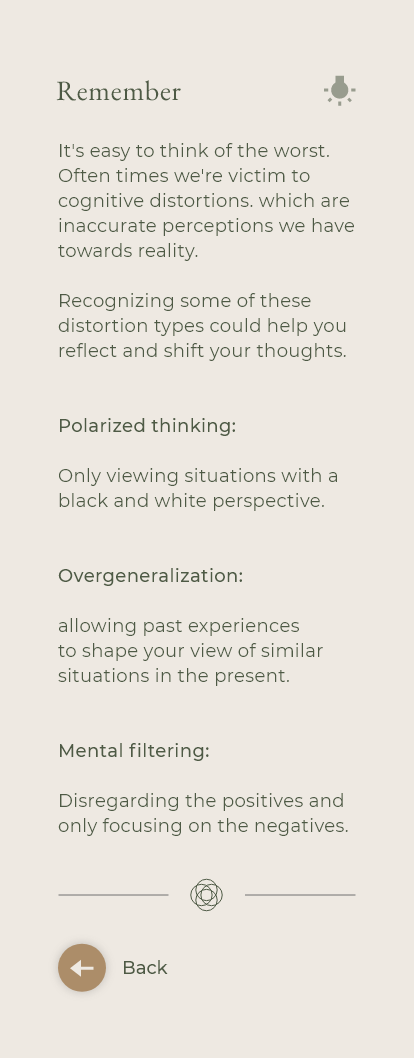 Remember
It's easy to think of the worst.
Often times we're victim to
cognitive distortions. which are
inaccurate perceptions we have
towards reality.
Recognizing some of these
distortion types could help you
reflect and shift your thoughts.
Polarized thinking:
Only viewing situations with a
black and white perspective.
Overgeneralization:
allowing past experiences
to shape your view of similar
situations in the present.
Mental filtering:
Disregarding the positives and
only focusing on the negatives.
Back